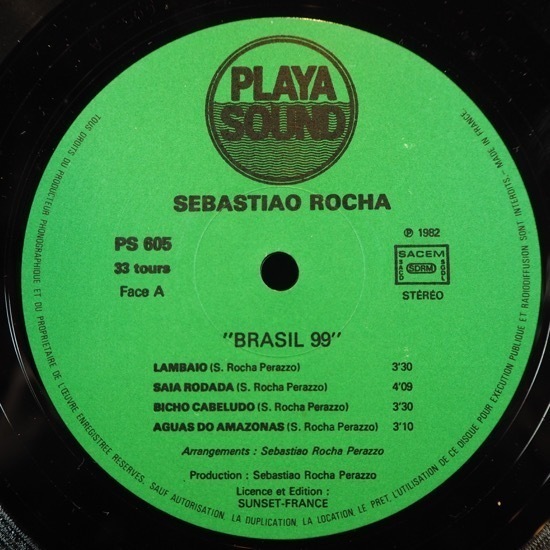 PLAYA
SOUND
SEBASTIAO ROCHA
PS 605
33 tours
Face A
℗ 1982
SACEM
SACD
SDRM
SGDL
STÉRÉO
"BRASIL 99"
LAMBAIO (S. Rocha Perazzo) 3'30
SAIA RODADA (S. Rocha Perazzo) 4'09
BICHO CABELUDO (S. Rocha Perazzo) 3'30
AGUAS DO AMAZONAS (S. Rocha Perazzo) 3'10
Arrangements : Sebastiao Rocha Perazzo
Production : Sebastiao Rocha Perazzo
Licence et Edition :
SUNSET-FRANCE
TOUS DROITS DU PRODUCTEUR PHONOGRAPHIQUE ET DU PROPRIETAIRE DE L'ŒUVRE ENREGISTREE RESERVES, SAUF AUTORISATION, LA DUPLICATION, LA LOCATION, LE PRET, L'UTILISATION DE CE DISQUE POUR EXECUTION PUBLIQUE ET RADIODIFFUSION SONT INTERDITS - MADE IN FRANCE.